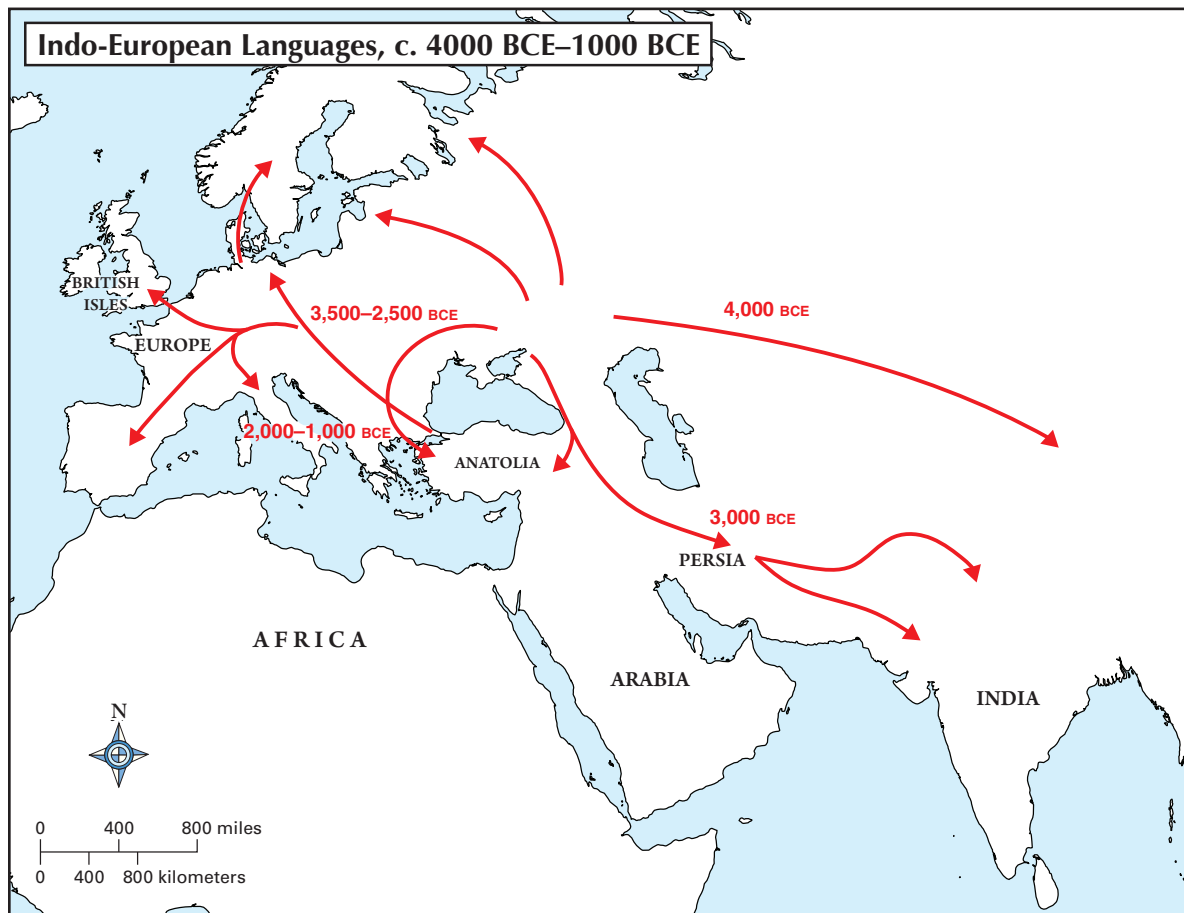 Indo-European Languages, c. 4000 BCE–1000 BCE
BRITISH
ISLES
3,500–2,500 BCE
4,000 BCE
EUROPE
2,000–1,000 BCE
ANATOLIA
3,000 BCE
PERSIA
AFRICA
ARABIA
INDIA
N
0 400 800 miles
0 400 800 kilometers